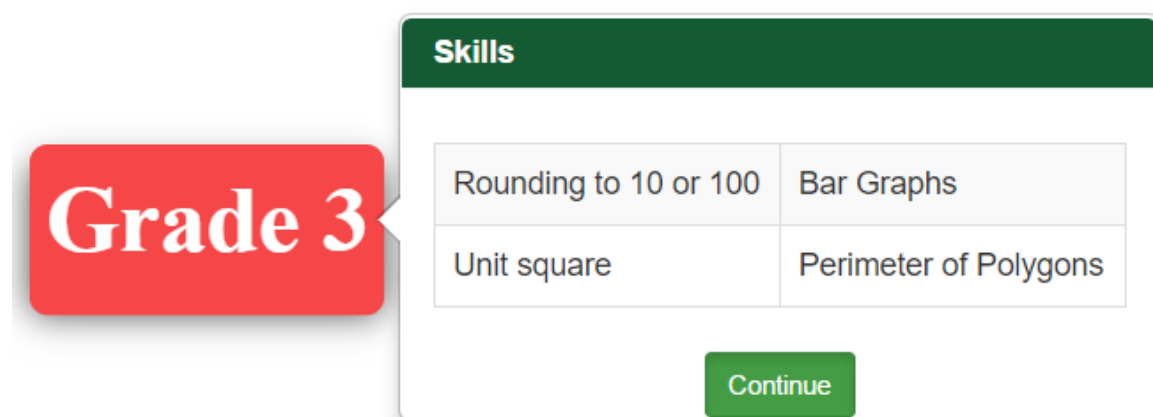 Skills
Grade 3
Rounding to 10 or 100
Bar Graphs
Unit square
Perimeter of Polygons
Continue